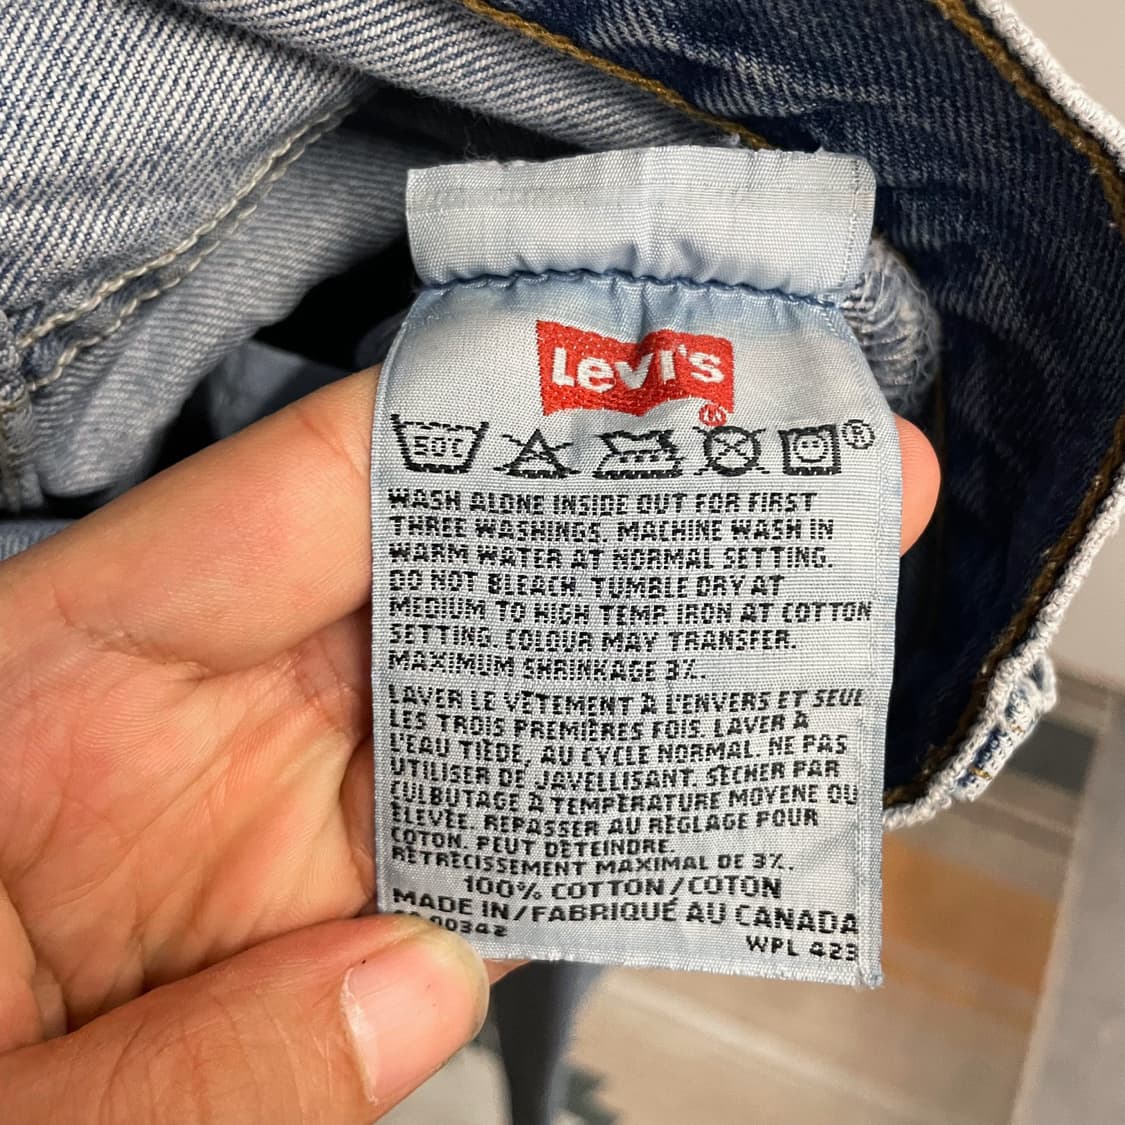 Levi's
®
50C
®
WASH ALONE INSIDE OUT FOR FIRST
THREE WASHINGS. MACHINE WASH IN
WARM WATER AT NORMAL SETTING.
DO NOT BLEACH. TUMBLE DRY AT
MEDIUM TO HIGH TEMP. IRON AT COTTON
SETTING. COLOUR MAY TRANSFER.
MAXIMUM SHRINKAGE 3%.
LAVER LE VÊTEMENT À L'ENVERS ET SEUL
LES TROIS PREMIÈRES FOIS. LAVER À
L'EAU TIÈDE, AU CYCLE NORMAL. NE PAS
UTILISER DE JAVELLISANT. SÉCHER PAR
CULBUTAGE À TEMPÉRATURE MOYENNE OU
ÉLEVÉE. REPASSER AU RÉGLAGE POUR
COTON. PEUT DÉTEINDRE.
RÉTRÉCISSEMENT MAXIMAL DE 3%.
100% COTTON/COTON
MADE IN/FABRIQUÉ AU CANADA
00342
WPL 423